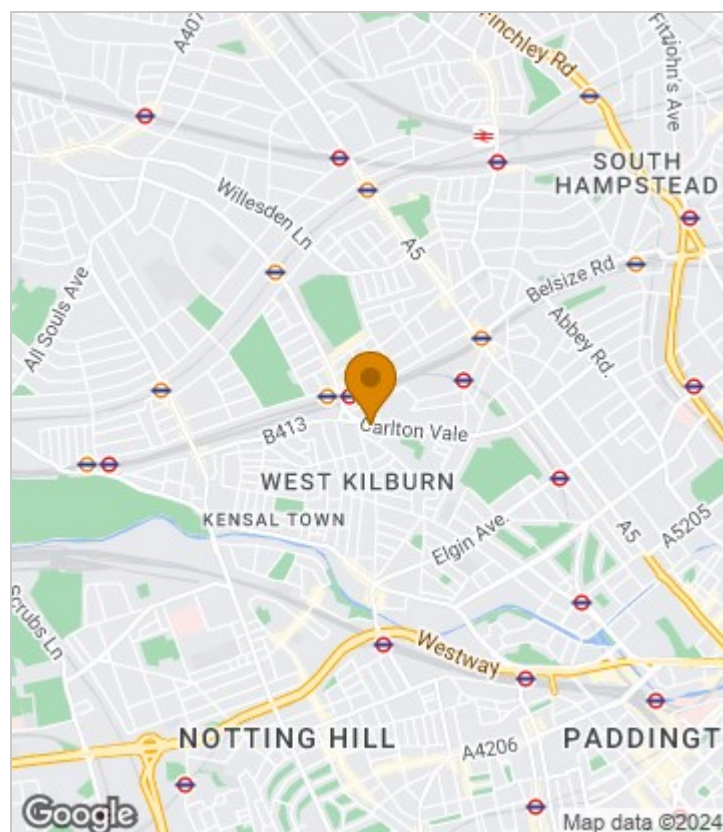 A407
Finchley Rd
Fitzjohn's Ave
SOUTH
HAMPSTEAD
Willesden Ln
A5
All Souls Ave
Belsize Rd
Abbey Rd.
B413
Carlton Vale
WEST KILBURN
KENSAL TOWN
Elgin Ave.
A5
A5205
Scrubs Ln
Westway
NOTTING HILL
A4206
PADDINGT
Google
Map data ©2024